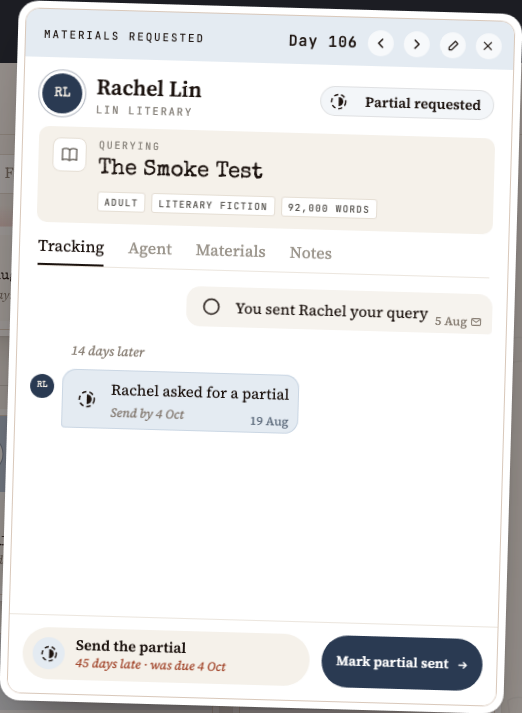 MATERIALS REQUESTED
Day 106
RL
Rachel Lin
LIN LITERARY
Partial requested
QUERYING
The Smoke Test
ADULT
LITERARY FICTION
92,000 WORDS
Tracking
Agent
Materials
Notes
You sent Rachel your query
5 Aug
14 days later
RL
Rachel asked for a partial
Send by 4 Oct
19 Aug
Send the partial
45 days late · was due 4 Oct
Mark partial sent →